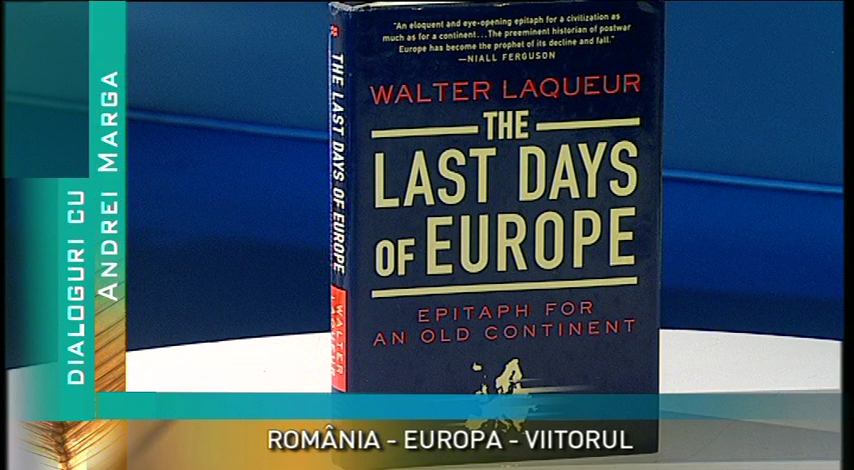 DIALOGURI CU
ANDREI MARGA
"An eloquent and eye-opening epitaph for a civilization as
much as for a continent...The preeminent historian of postwar
Europe has become the prophet of its decline and fall."
—NIALL FERGUSON
WALTER LAQUEUR
THE
LAST DAYS
OF EUROPE
EPITAPH FOR
AN OLD CONTINENT
THE LAST DAYS OF EUROPE
WALTER
LAQUEUR
ROMÂNIA - EUROPA - VIITORUL